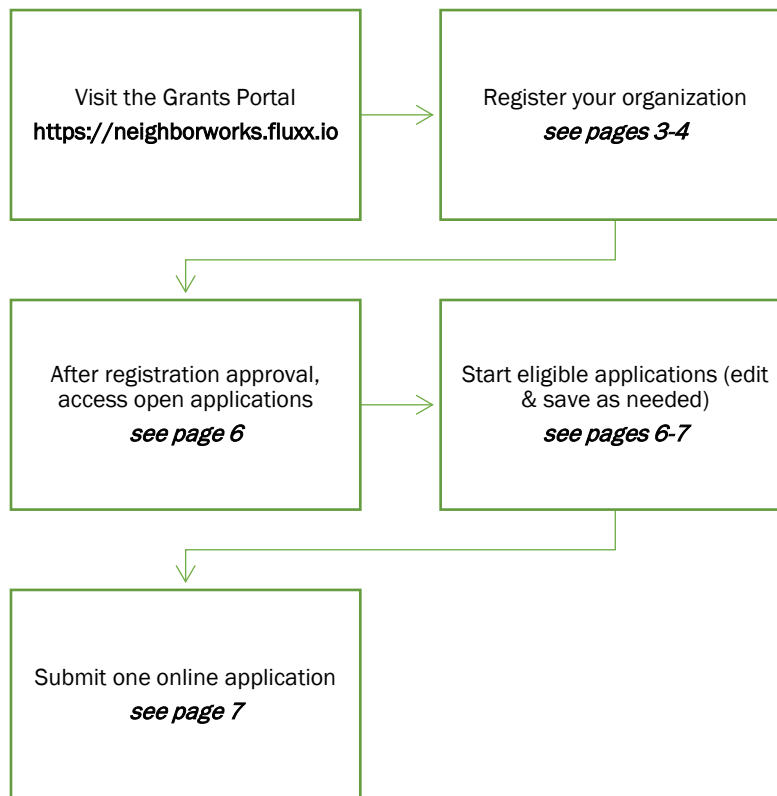 Visit the Grants Portal
https://neighborworks.fluxx.io
Register your organization
see pages 3-4
After registration approval,
access open applications
see page 6
Start eligible applications (edit
& save as needed)
see pages 6-7
Submit one online application
see page 7